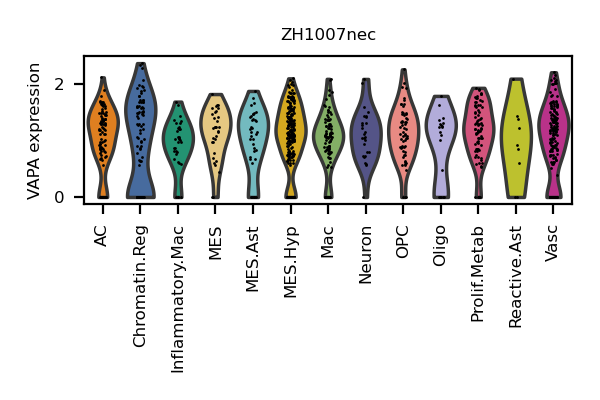 ZH1007nec
VAPA expression
2
0
AC
Chromatin.Reg
Inflammatory.Mac
MES
MES.Ast
MES.Hyp
Mac
Neuron
OPC
Oligo
Prolif.Metab
Reactive.Ast
Vasc